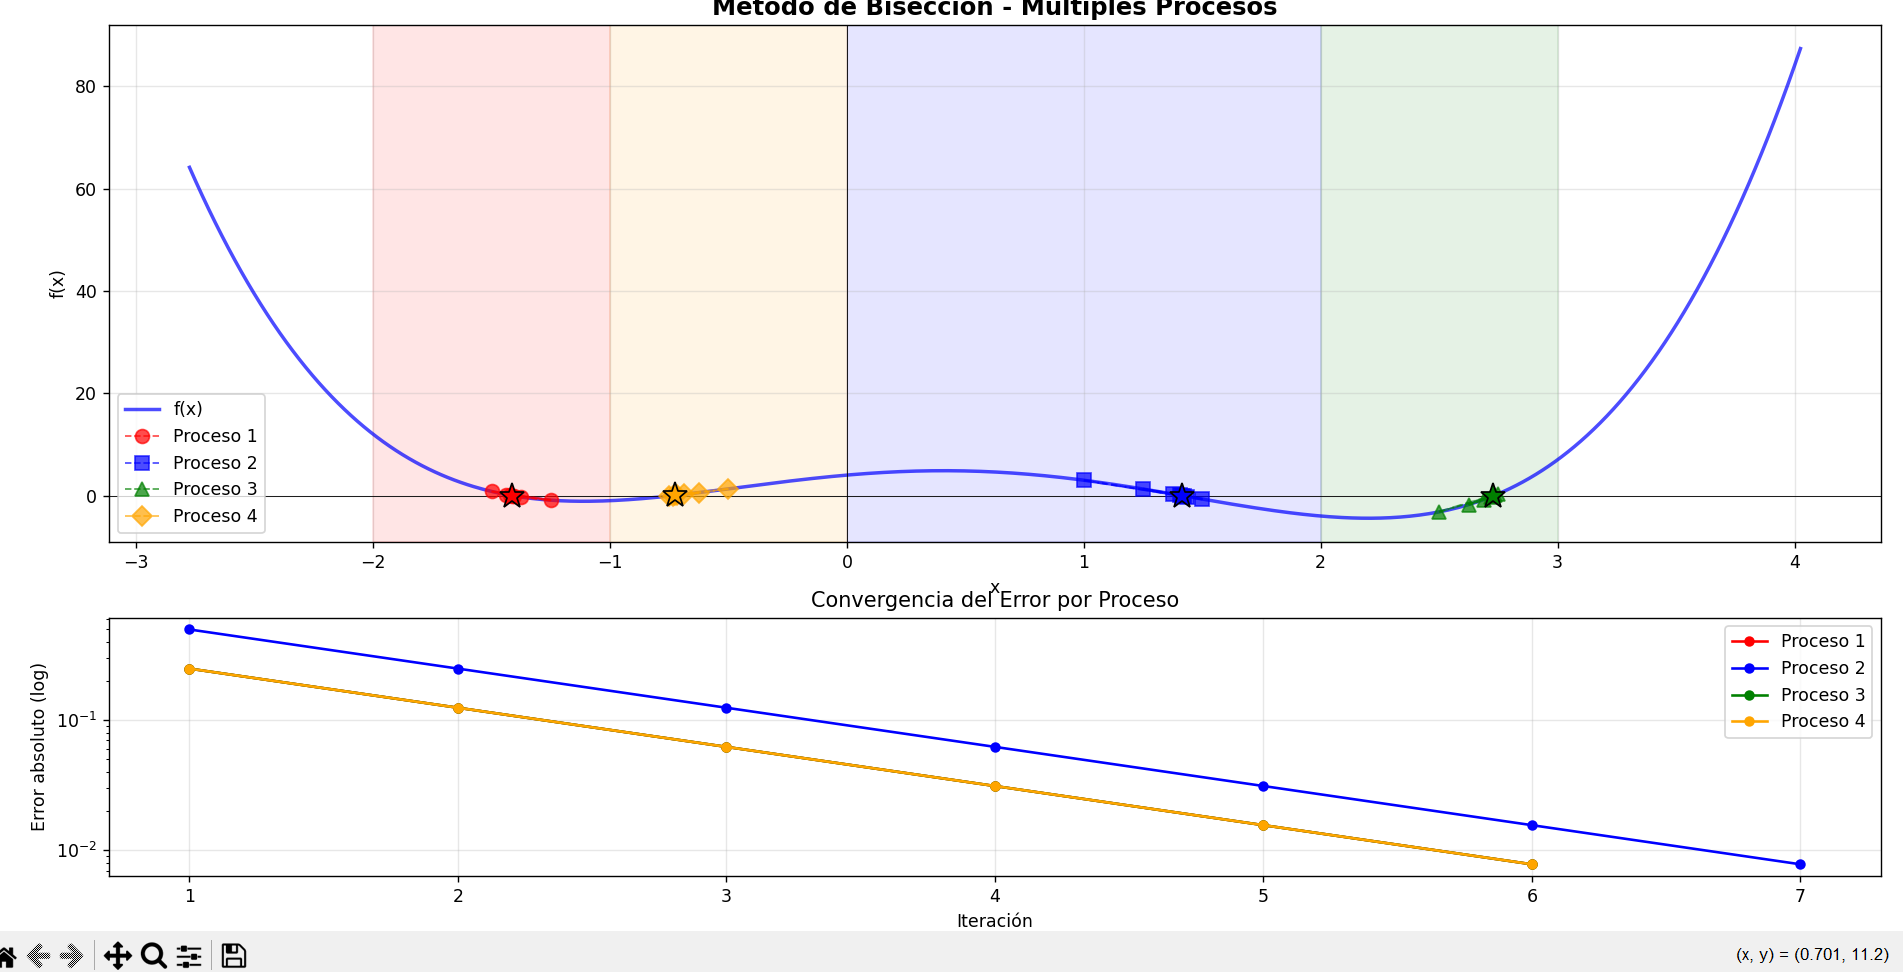 Método de Bisección - Múltiples Procesos
f(x)
80
60
40
20
0
f(x)
Proceso 1
Proceso 2
Proceso 3
Proceso 4
−3
−2
−1
0
1
2
3
4
x
Convergencia del Error por Proceso
Error absoluto (log)
10⁻¹
10⁻²
Proceso 1
Proceso 2
Proceso 3
Proceso 4
1
2
3
4
5
6
7
Iteración
(x, y) = (0.701, 11.2)